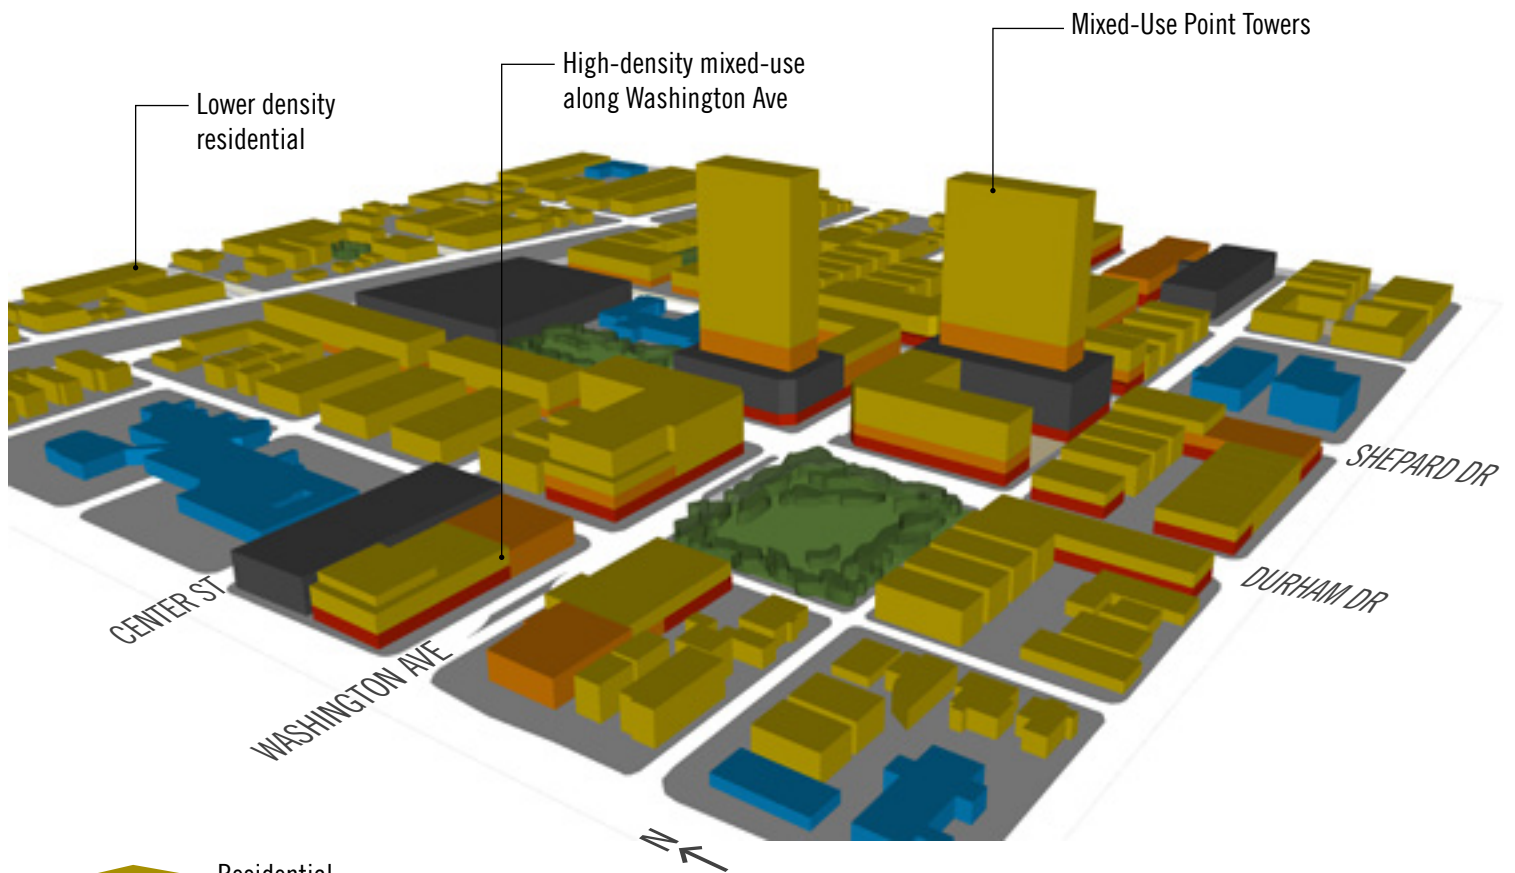 Mixed-Use Point Towers
High-density mixed-use
along Washington Ave
Lower density
residential
SHEPARD DR
DURHAM DR
CENTER ST
WASHINGTON AVE
N
Residential